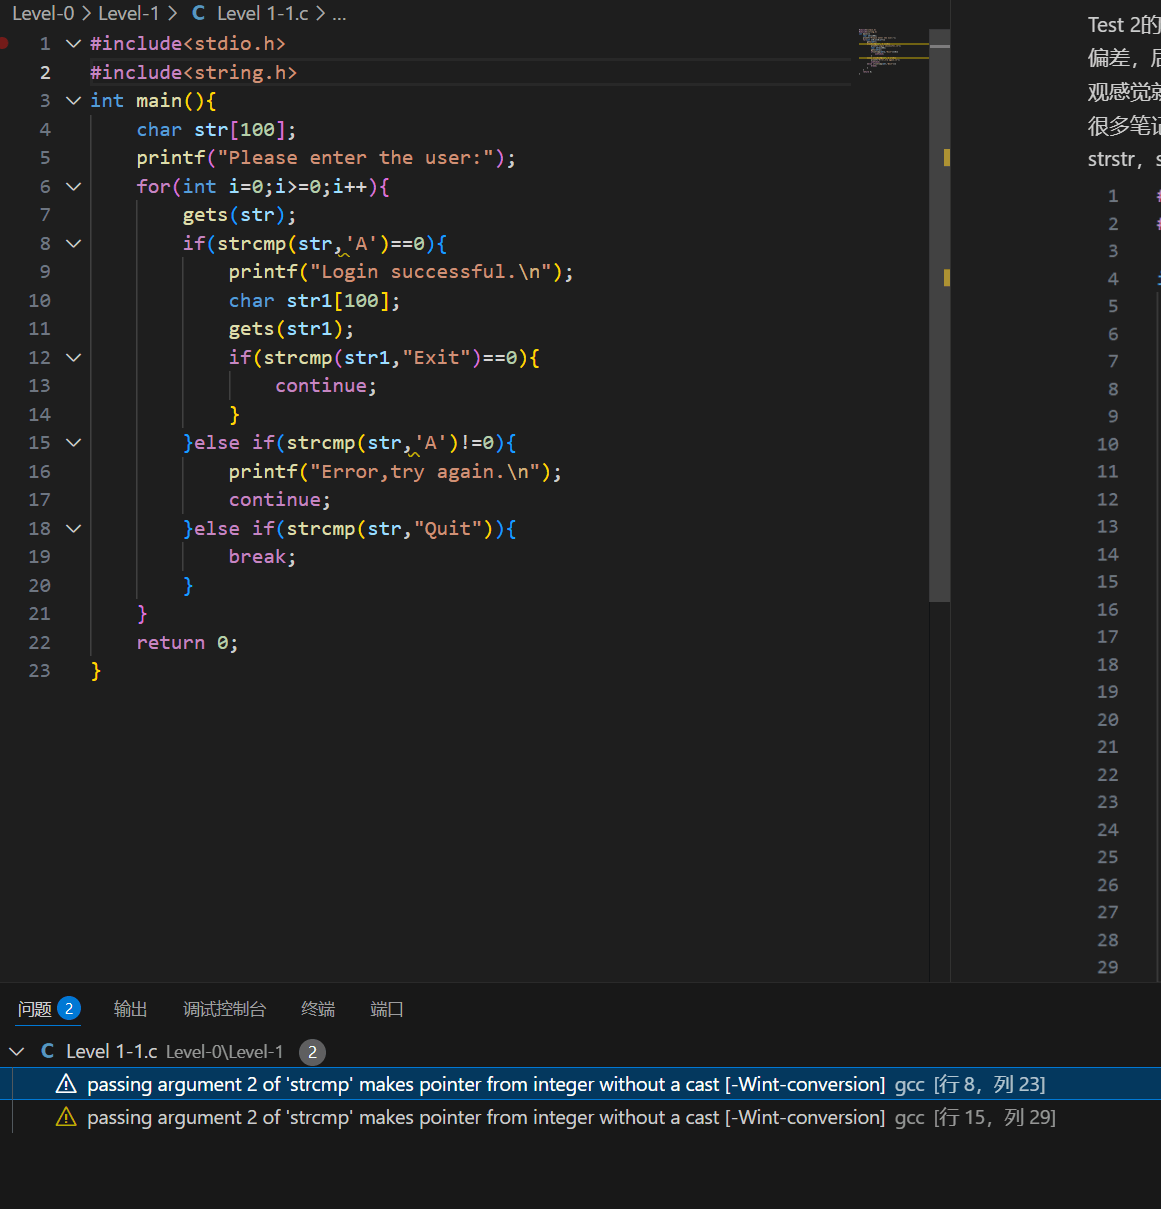 Level-0 > Level-1 > C Level 1-1.c > ...
1 #include<stdio.h>
2 #include<string.h>
3 int main(){
4 char str[100];
5 printf("Please enter the user:");
6 for(int i=0;i>=0;i++){
7 gets(str);
8 if(strcmp(str,'A')==0){
9 printf("Login successful.\n");
10 char str1[100];
11 gets(str1);
12 if(strcmp(str1,"Exit")==0){
13 continue;
14 }
15 }else if(strcmp(str,'A')!=0){
16 printf("Error,try again.\n");
17 continue;
18 }else if(strcmp(str,"Quit")){
19 break;
20 }
21 }
22 return 0;
23 }
Test 2的
偏差，
观感觉
很多笔
strstr，
1
2
3
4
5
6
7
8
9
10
11
12
13
14
15
16
17
18
19
20
21
22
23
24
25
26
27
28
29
问题 2 输出 调试控制台 终端 端口
C Level 1-1.c Level-0\Level-1 2
passing argument 2 of 'strcmp' makes pointer from integer without a cast [-Wint-conversion] gcc [行 8，列 23]
passing argument 2 of 'strcmp' makes pointer from integer without a cast [-Wint-conversion] gcc [行 15，列 29]